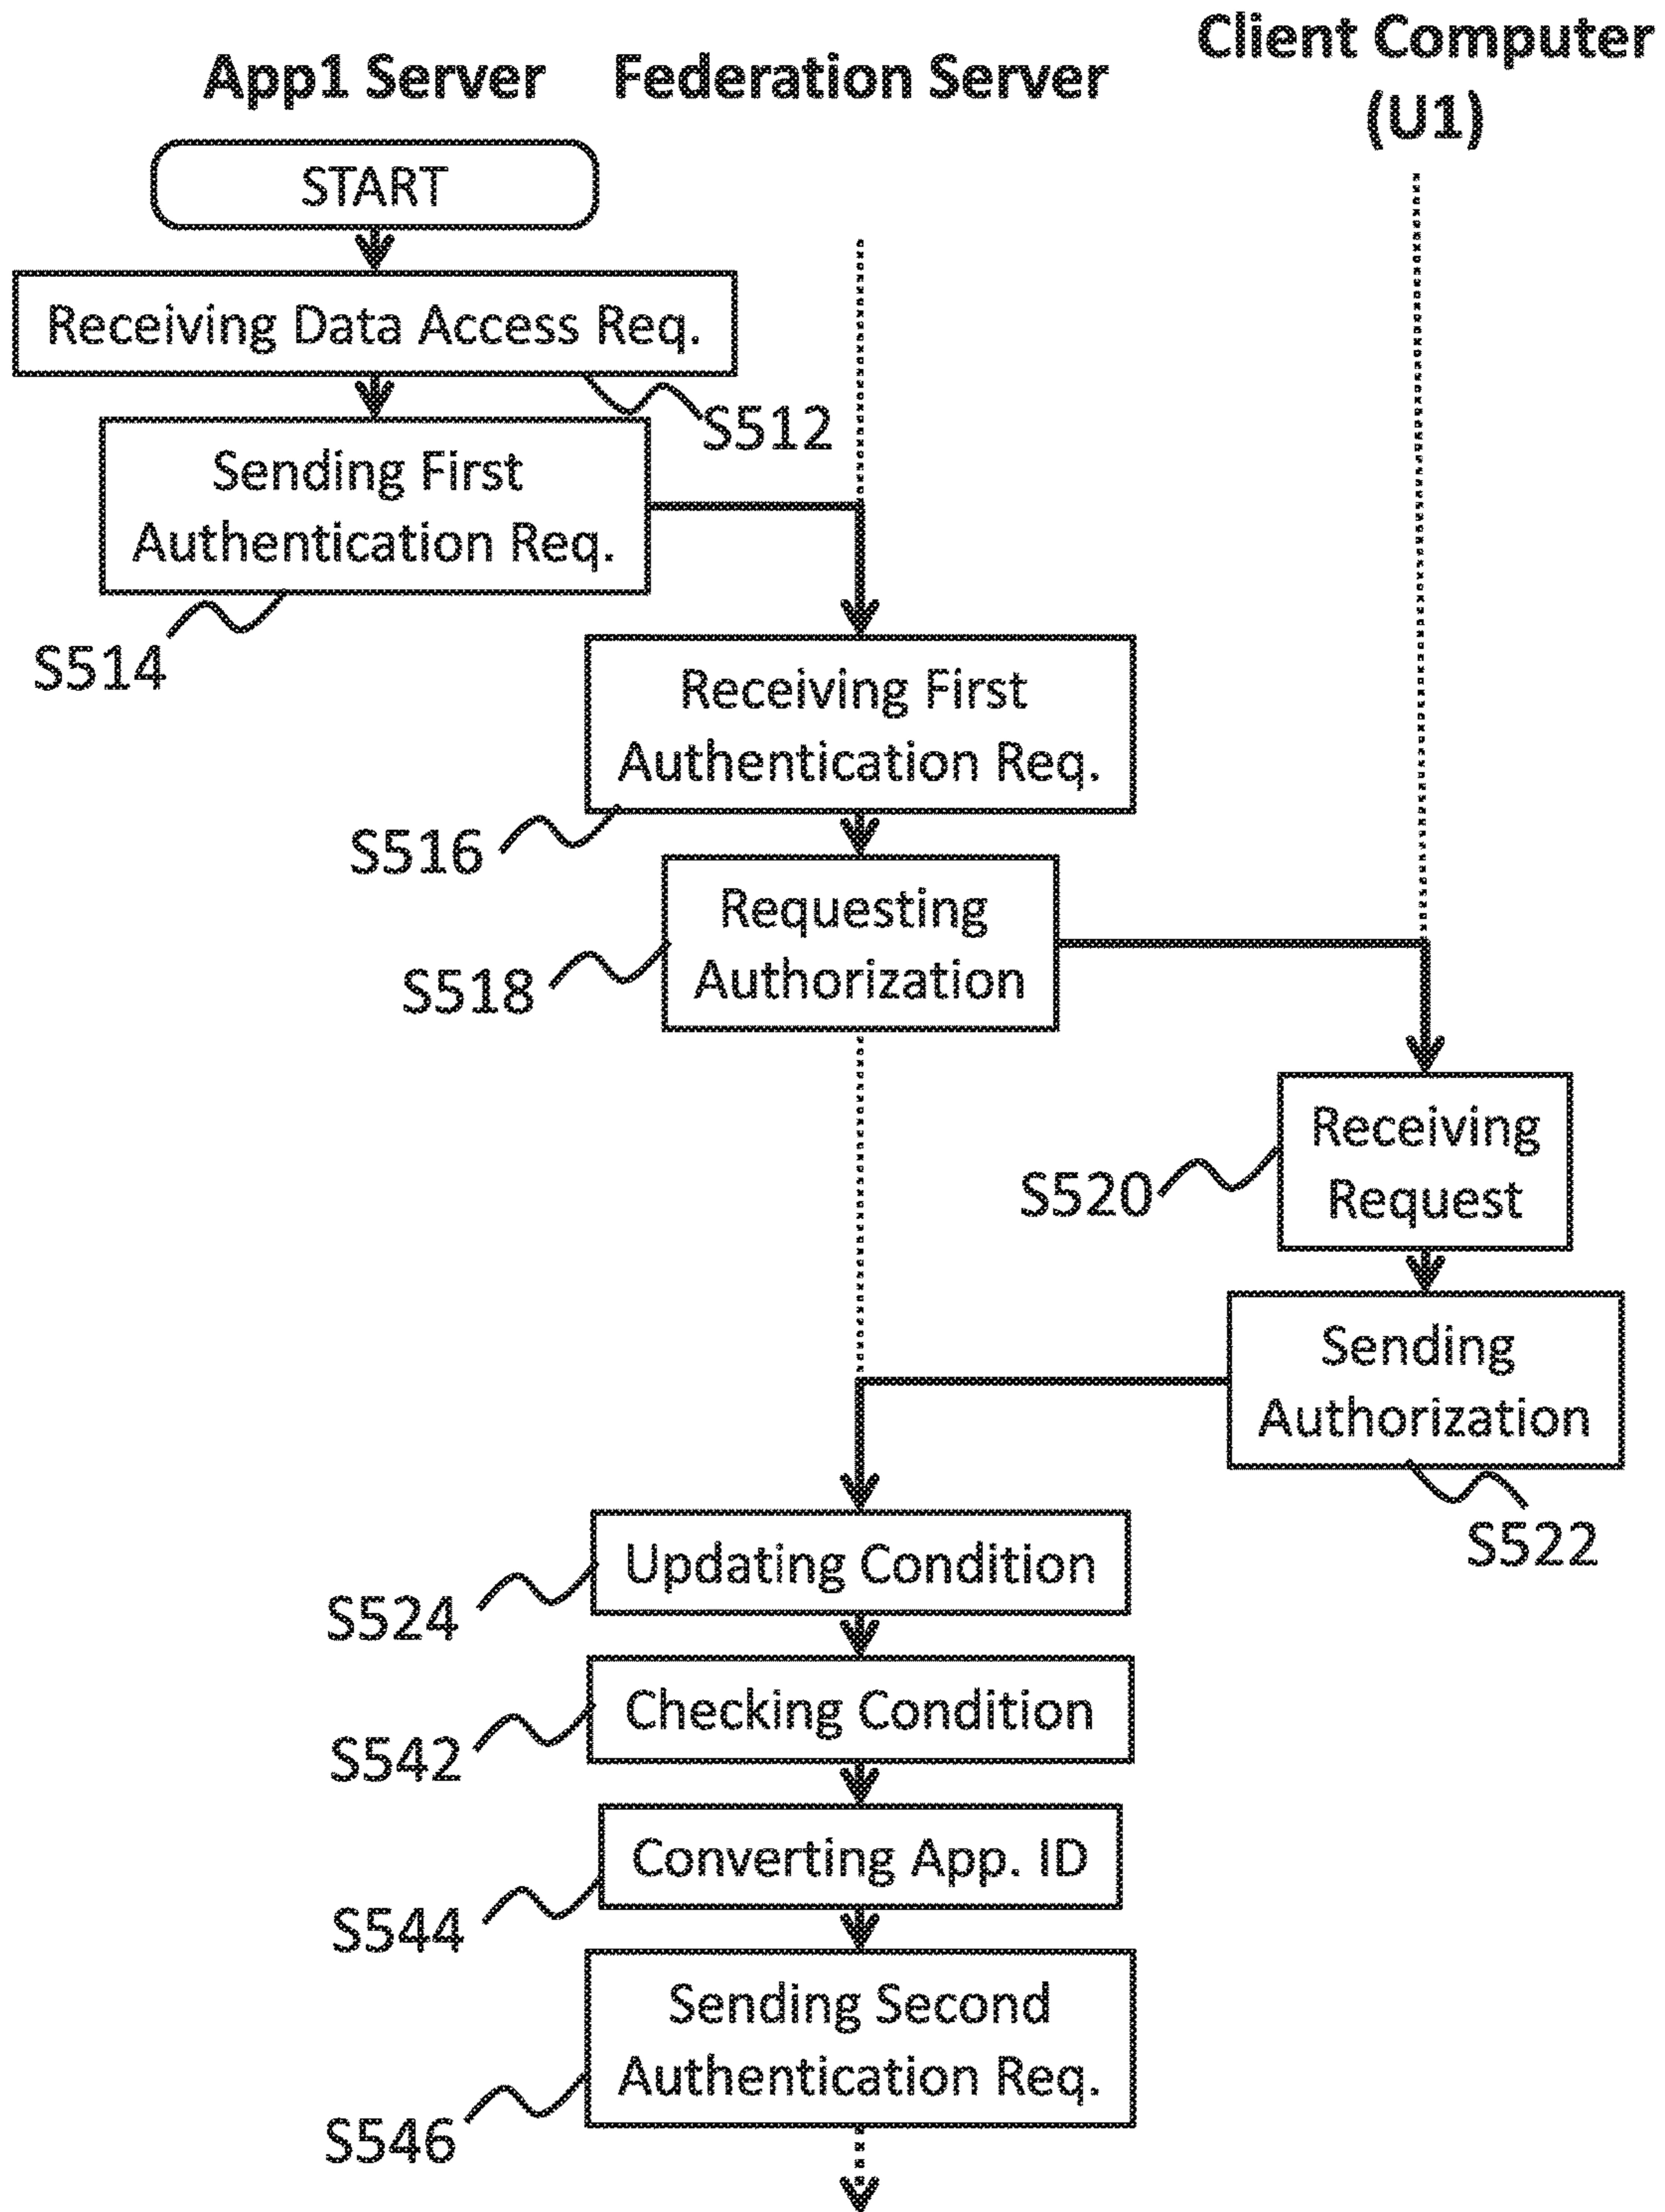 App1 Server
Federation Server
Client Computer
(U1)
START
Receiving Data Access Req.
S512
Sending First
Authentication Req.
S514
Receiving First
Authentication Req.
S516
Requesting
Authorization
S518
Receiving
Request
S520
Sending
Authorization
S522
Updating Condition
S524
Checking Condition
S542
Converting App. ID
S544
Sending Second
Authentication Req.
S546